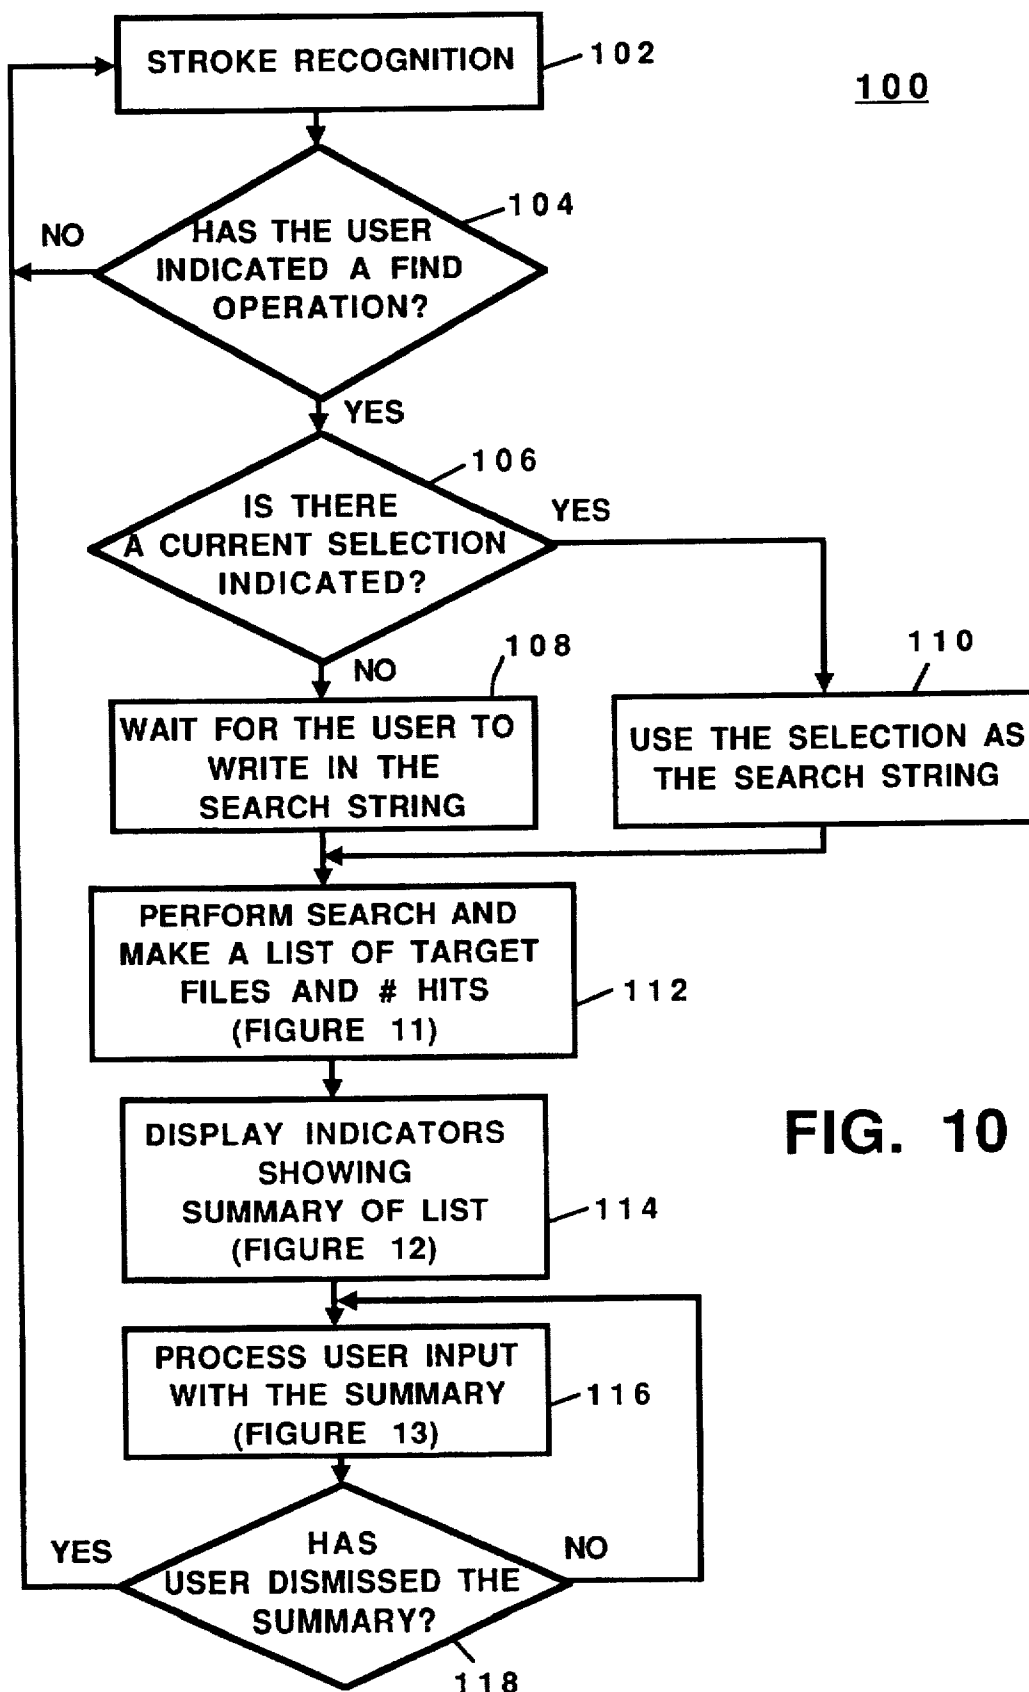 STROKE RECOGNITION
102
100
104
HAS THE USER
INDICATED A FIND
OPERATION?
NO
YES
106
IS THERE
A CURRENT SELECTION
INDICATED?
YES
NO
108
110
WAIT FOR THE USER TO
WRITE IN THE
SEARCH STRING
USE THE SELECTION AS
THE SEARCH STRING
PERFORM SEARCH AND
MAKE A LIST OF TARGET
FILES AND # HITS
(FIGURE 11)
112
FIG. 10
DISPLAY INDICATORS
SHOWING
SUMMARY OF LIST
(FIGURE 12)
114
PROCESS USER INPUT
WITH THE SUMMARY
(FIGURE 13)
116
YES
HAS
USER DISMISSED THE
SUMMARY?
NO
118